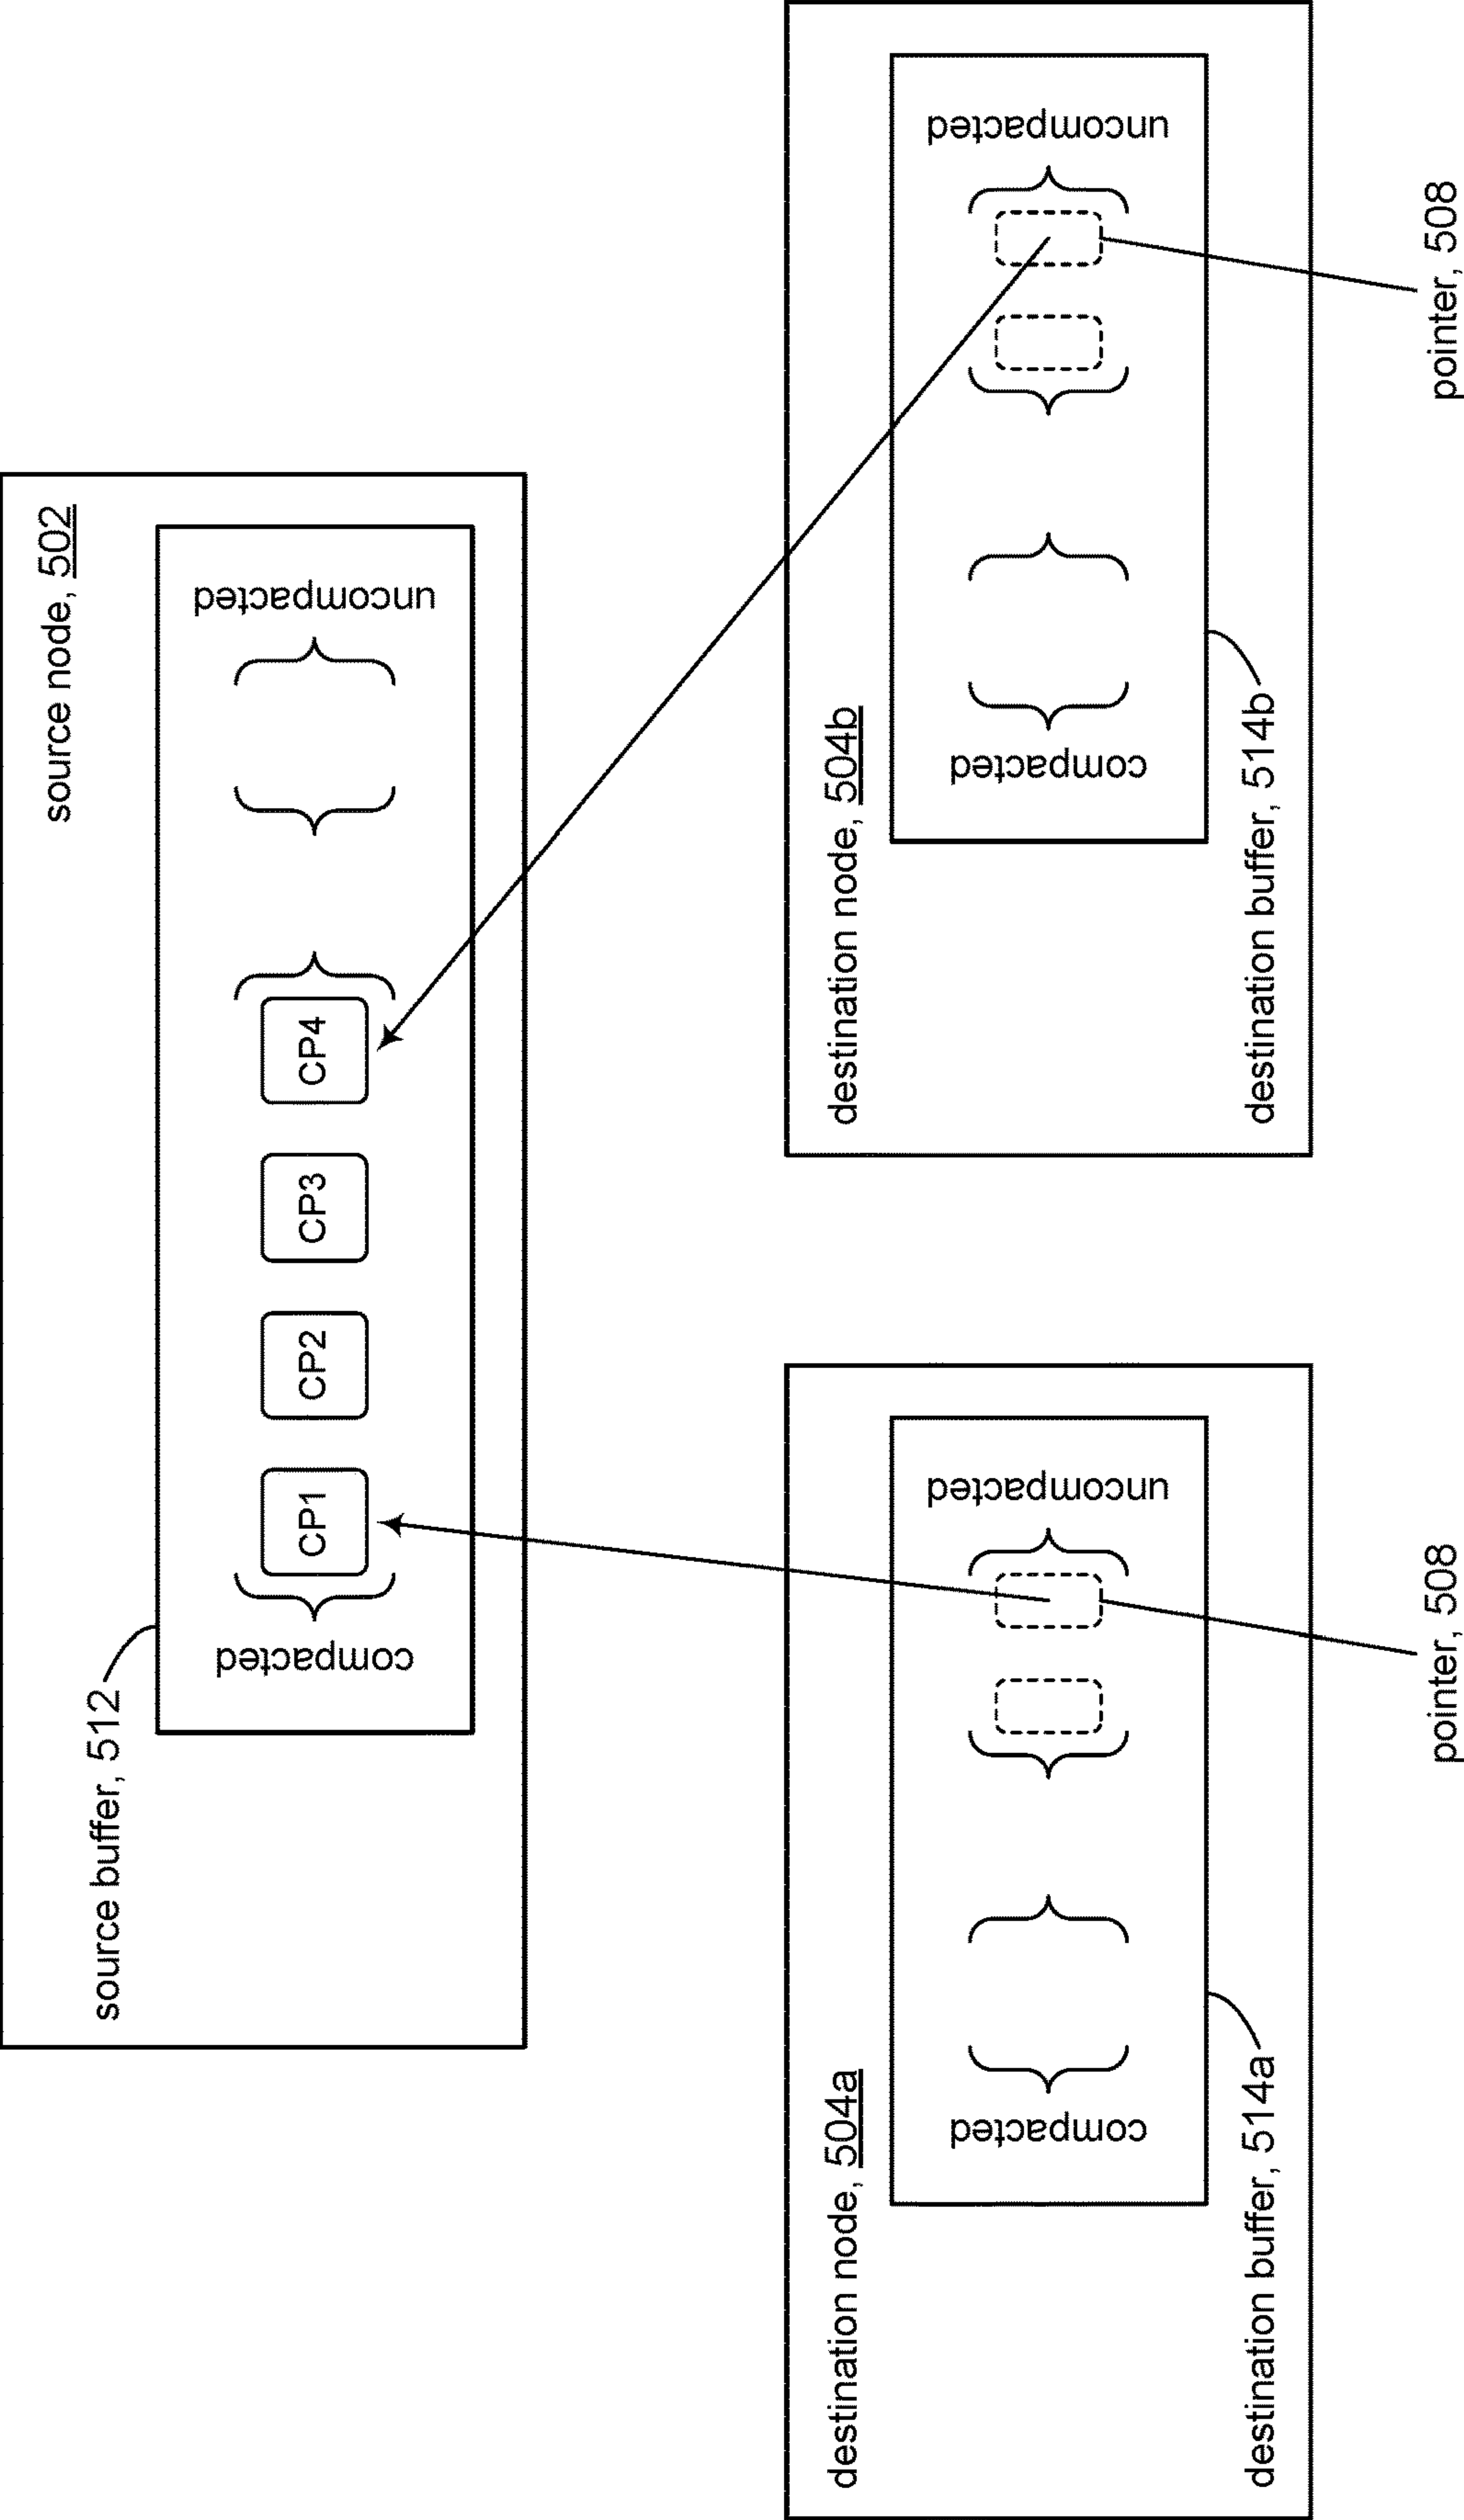 source node, 502
source buffer, 512
compacted
CP1
CP2
CP3
CP4
uncompacted
destination node, 504a
compacted
uncompacted
destination buffer, 514a
pointer, 508
destination node, 504b
compacted
uncompacted
destination buffer, 514b
pointer, 508